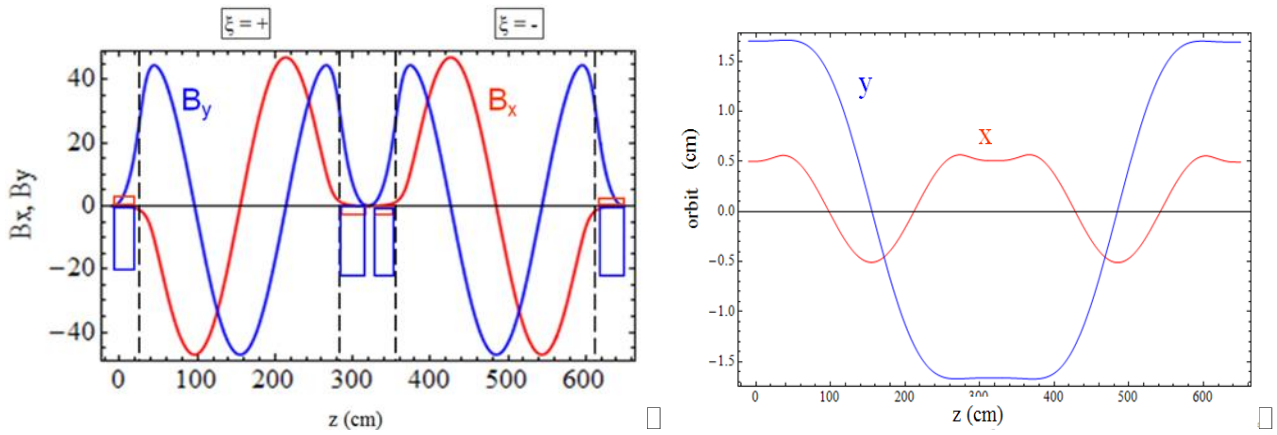 ξ = +
ξ = -
Bx, By
40
20
0
−20
−40
By
Bx
0 100 200 300 400 500 600
z (cm)
orbit (cm)
1.5
1.0
0.5
0.0
−0.5
−1.0
−1.5
y
x
0 100 200 300 400 500 600
z (cm)